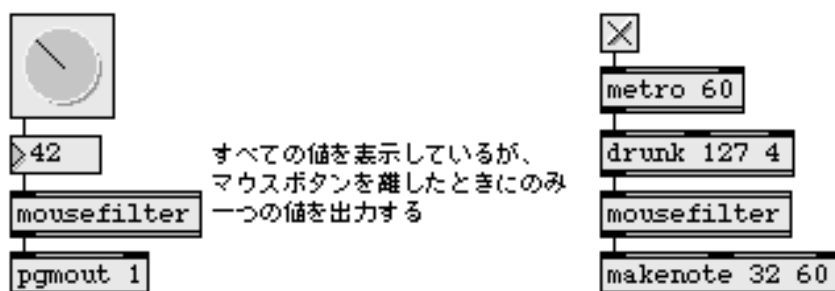 42
mousefilter
pgmout 1
すべての値を表示しているが、
マウスボタンを離したときにのみ
一つの値を出力する
metro 60
drunk 127 4
mousefilter
makenote 32 60